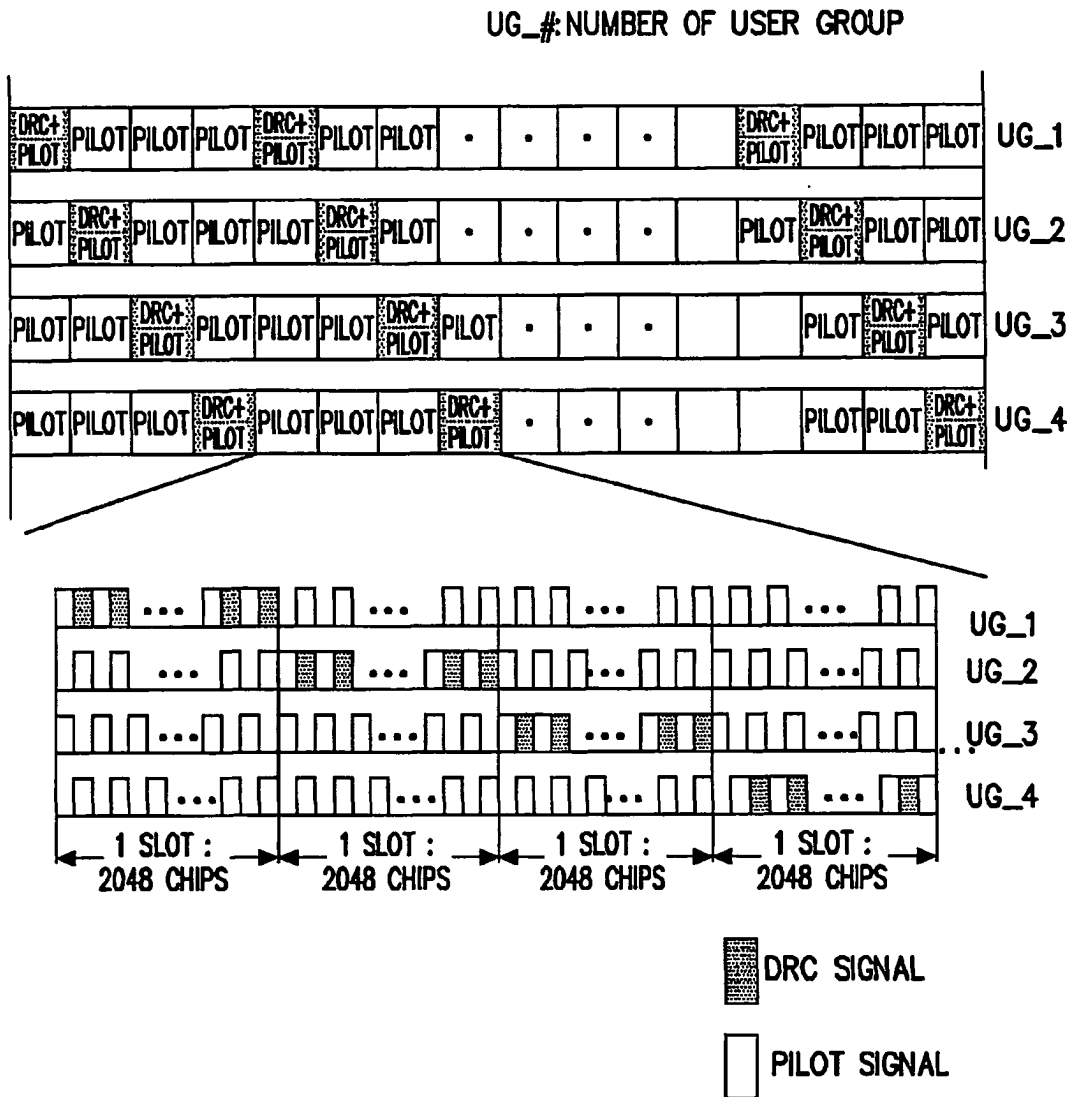 UG_#:NUMBER OF USER GROUP
DRC+ PILOT PILOT PILOT PILOT DRC+ PILOT PILOT PILOT • • • • DRC+ PILOT PILOT PILOT PILOT UG_1
PILOT DRC+ PILOT PILOT PILOT PILOT DRC+ PILOT PILOT • • • • PILOT DRC+ PILOT PILOT PILOT UG_2
PILOT PILOT DRC+ PILOT PILOT PILOT PILOT DRC+ PILOT PILOT • • • PILOT DRC+ PILOT PILOT UG_3
PILOT PILOT PILOT DRC+ PILOT PILOT PILOT PILOT DRC+ PILOT • • • PILOT PILOT DRC+ PILOT UG_4
••• ••• ••• ••• UG_1
••• ••• ••• ••• UG_2
••• ••• ••• ••• ... UG_3
••• ••• ••• ••• UG_4
1 SLOT : 1 SLOT : 1 SLOT : 1 SLOT :
2048 CHIPS 2048 CHIPS 2048 CHIPS 2048 CHIPS
DRC SIGNAL
PILOT SIGNAL